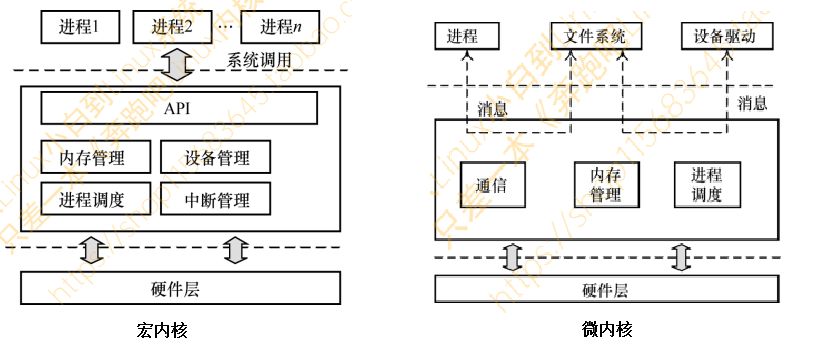 进程1 进程2 … 进程n
系统调用
API
内存管理 设备管理
进程调度 中断管理
硬件层
宏内核
进程 文件系统 设备驱动
消息 消息
通信 内存管理 进程调度
硬件层
微内核